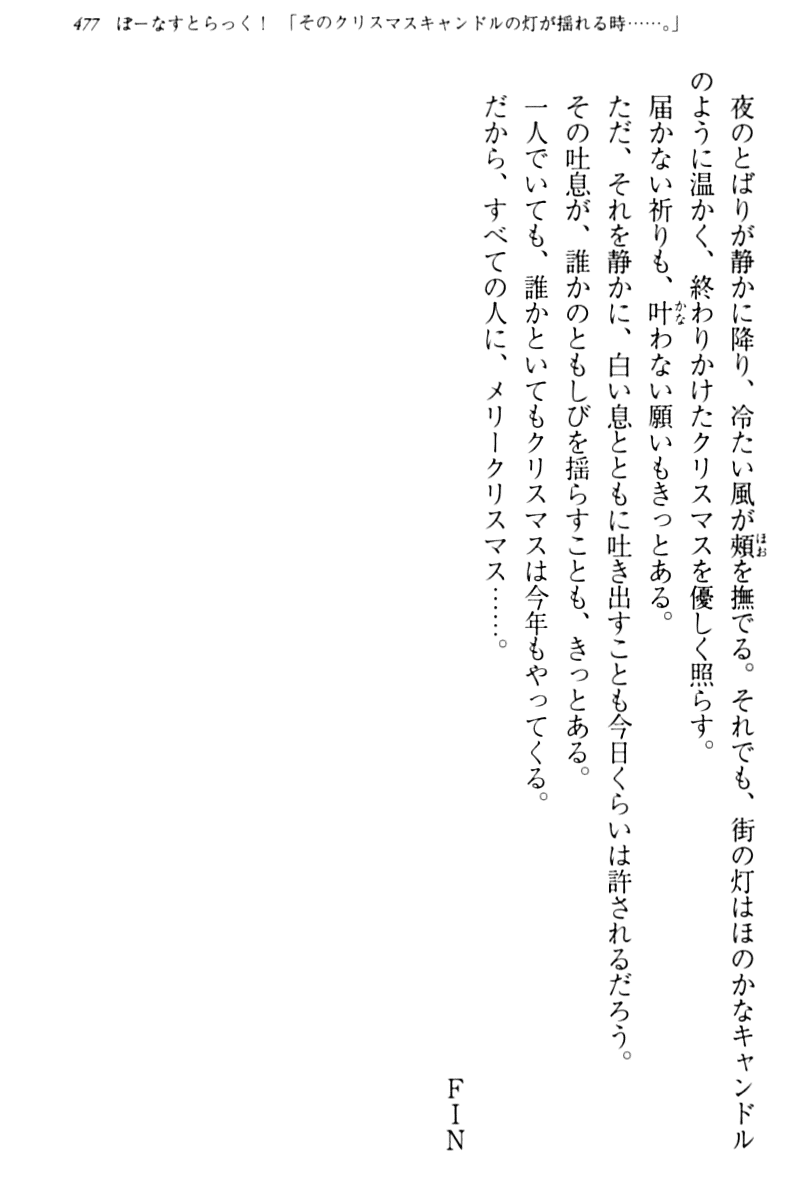 477 ぼーなすとらっく！ 「そのクリスマスキャンドルの灯が揺れる時……。」
夜のとばりが静かに降り、冷たい風が頬を撫でる。それでも、街の灯はほのかなキャンドル
のように温かく、終わりかけたクリスマスを優しく照らす。
届かない祈りも、叶わない願いもきっとある。
ただ、それを静かに、白い息とともに吐き出すことも今日くらいは許されるだろう。
その吐息が、誰かのともしびを揺らすことも、きっとある。
一人でいても、誰かといてもクリスマスは今年もやってくる。
だから、すべての人に、メリークリスマス……。
FIN